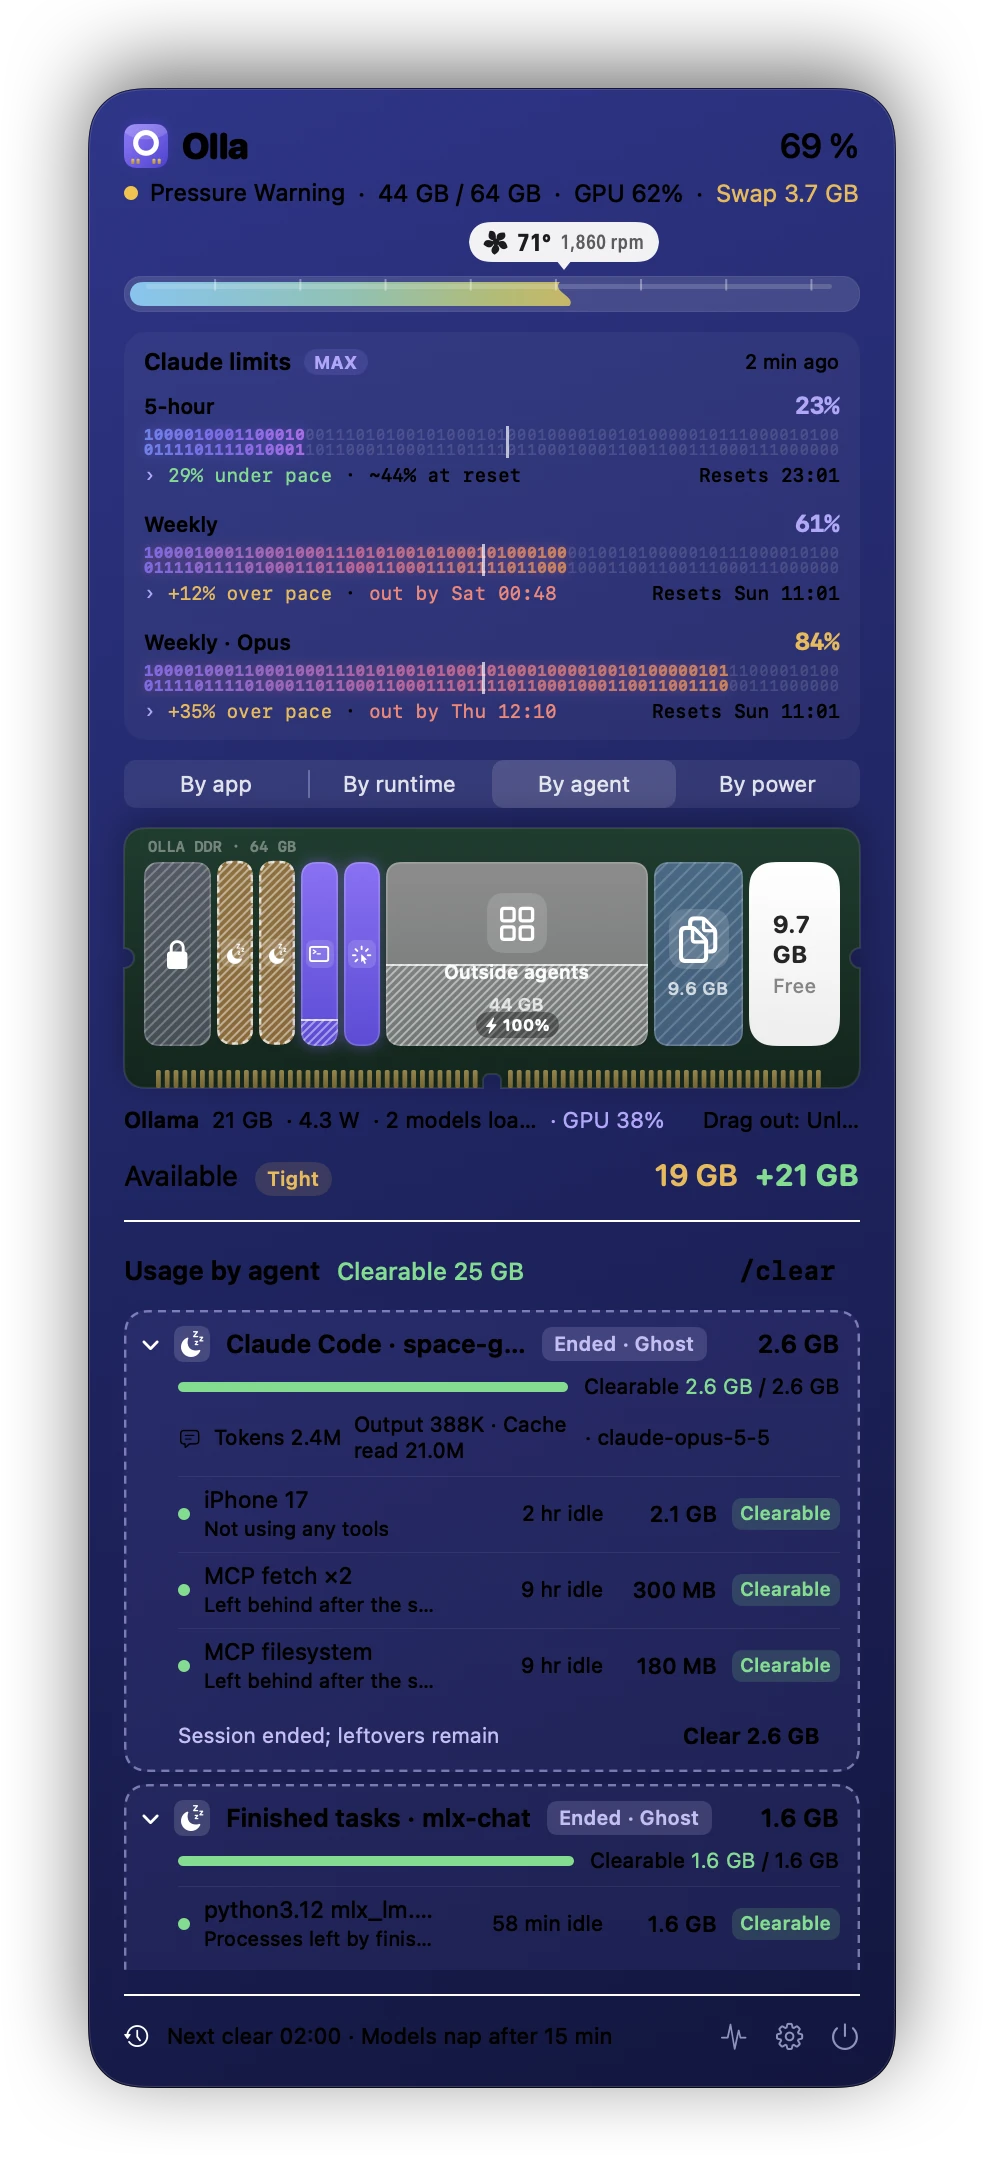 Olla
69 %
Pressure Warning · 44 GB / 64 GB · GPU 62% · Swap 3.7 GB
71° 1,860 rpm
Claude limits MAX 2 min ago
5-hour 23%
› 29% under pace · ~44% at reset Resets 23:01
Weekly 61%
› +12% over pace · out by Sat 00:48 Resets Sun 11:01
Weekly · Opus 84%
› +35% over pace · out by Thu 12:10 Resets Sun 11:01
By app By runtime By agent By power
OLLA DDR · 64 GB
Outside agents
44 GB
100%
9.6 GB
9.7
GB
Free
Ollama 21 GB · 4.3 W · 2 models loa... · GPU 38% Drag out: Unl...
Available Tight 19 GB +21 GB
Usage by agent Clearable 25 GB /clear
Claude Code · space-g... Ended · Ghost 2.6 GB
Clearable 2.6 GB / 2.6 GB
Tokens 2.4M Output 388K · Cache read 21.0M · claude-opus-5-5
iPhone 17
Not using any tools
2 hr idle 2.1 GB Clearable
MCP fetch ×2
Left behind after the s...
9 hr idle 300 MB Clearable
MCP filesystem
Left behind after the s...
9 hr idle 180 MB Clearable
Session ended; leftovers remain Clear 2.6 GB
Finished tasks · mlx-chat Ended · Ghost 1.6 GB
Clearable 1.6 GB / 1.6 GB
python3.12 mlx_lm....
Processes left by finis...
58 min idle 1.6 GB Clearable
Next clear 02:00 · Models nap after 15 min